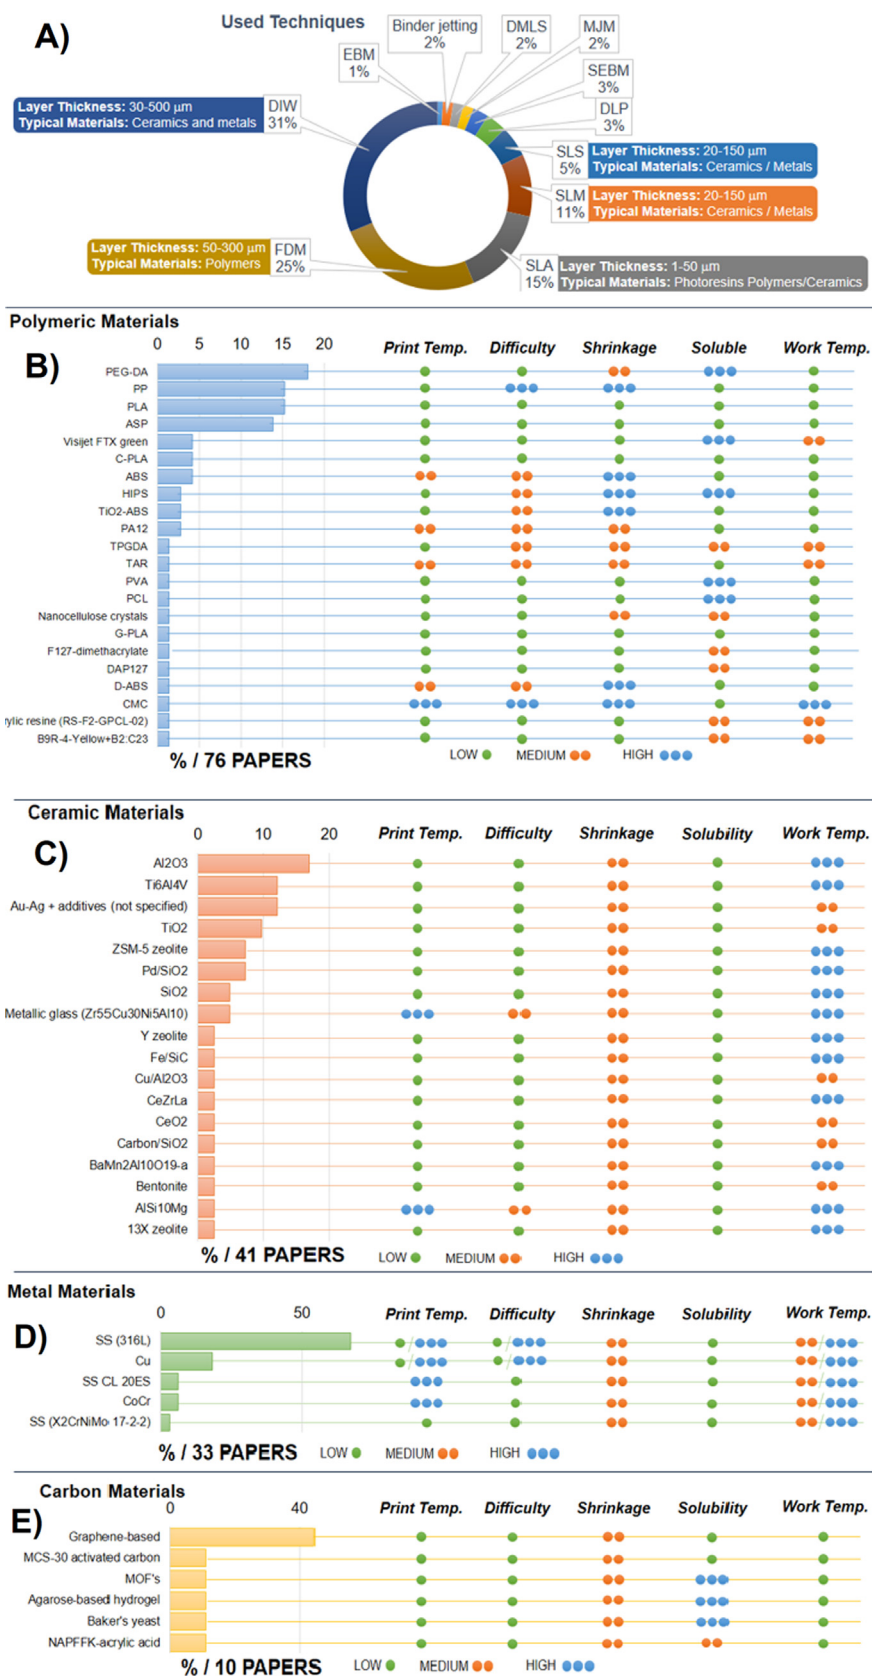 A)
Used Techniques
Binder jetting
2%
DMLS
2%
MJM
2%
EBM
1%
SEBM
3%
DLP
3%
Layer Thickness: 30-500 μm
Typical Materials: Ceramics and metals
DIW
31%
SLS
5%
Layer Thickness: 20-150 μm
Typical Materials: Ceramics / Metals
SLM
11%
Layer Thickness: 20-150 μm
Typical Materials: Ceramics / Metals
Layer Thickness: 50-300 μm
Typical Materials: Polymers
FDM
25%
SLA
15%
Layer Thickness: 1-50 μm
Typical Materials: Photoresins Polymers/Ceramics
Polymeric Materials
B)
0 5 10 15 20
Print Temp. Difficulty Shrinkage Soluble Work Temp.
PEG-DA
PP
PLA
ASP
Visijet FTX green
C-PLA
ABS
HIPS
TiO2-ABS
PA12
TPGDA
TAR
PVA
PCL
Nanocellulose crystals
G-PLA
F127-dimethacrylate
DAP127
D-ABS
CMC
rylic resine (RS-F2-GPCL-02)
B9R-4-Yellow+B2:C23
% / 76 PAPERS
LOW MEDIUM HIGH
Ceramic Materials
C)
0 10 20
Print Temp. Difficulty Shrinkage Solubility Work Temp.
Al2O3
Ti6Al4V
Au-Ag + additives (not specified)
TiO2
ZSM-5 zeolite
Pd/SiO2
SiO2
Metallic glass (Zr55Cu30Ni5Al10)
Y zeolite
Fe/SiC
Cu/Al2O3
CeZrLa
CeO2
Carbon/SiO2
BaMn2Al10O19-a
Bentonite
AlSi10Mg
13X zeolite
% / 41 PAPERS
LOW MEDIUM HIGH
Metal Materials
D)
0 50
Print Temp. Difficulty Shrinkage Solubility Work Temp.
SS (316L)
Cu
SS CL 20ES
CoCr
SS (X2CrNiMo 17-2-2)
% / 33 PAPERS
LOW MEDIUM HIGH
Carbon Materials
E)
0 40
Print Temp. Difficulty Shrinkage Solubility Work Temp.
Graphene-based
MCS-30 activated carbon
MOF's
Agarose-based hydrogel
Baker's yeast
NAPFFK-acrylic acid
% / 10 PAPERS
LOW MEDIUM HIGH